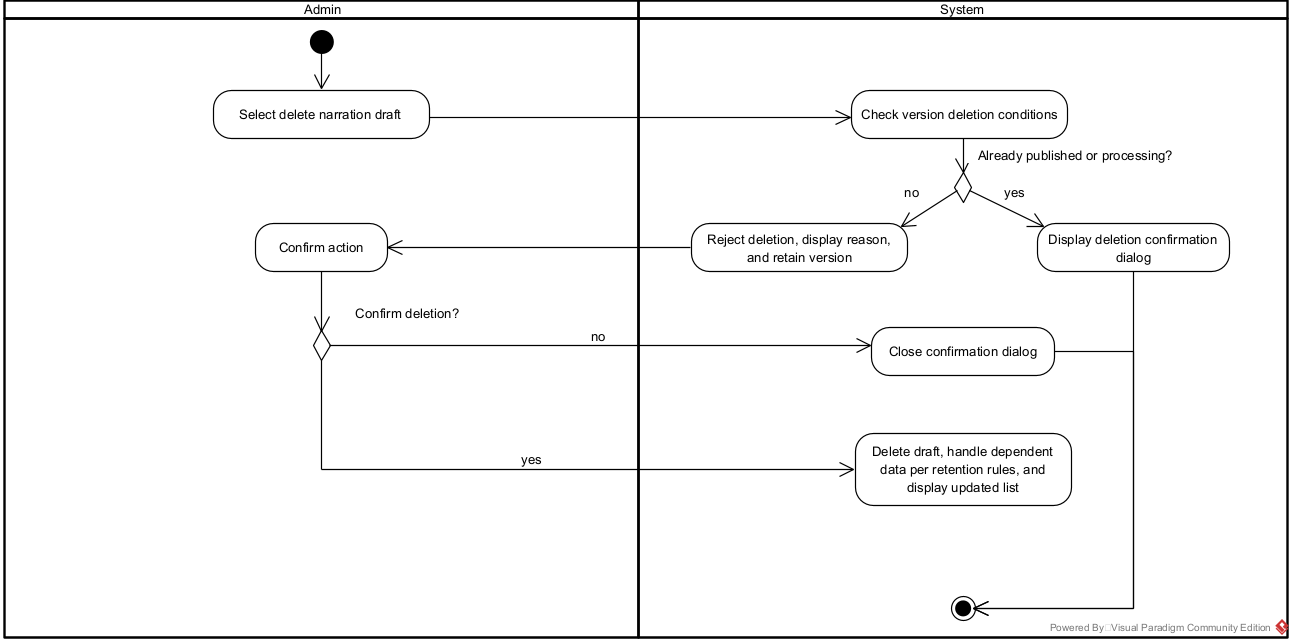 Admin
System
Select delete narration draft
Check version deletion conditions
Already published or processing?
no
yes
Confirm action
Reject deletion, display reason,
and retain version
Display deletion confirmation
dialog
Confirm deletion?
no
Close confirmation dialog
yes
Delete draft, handle dependent
data per retention rules, and
display updated list
Powered By Visual Paradigm Community Edition